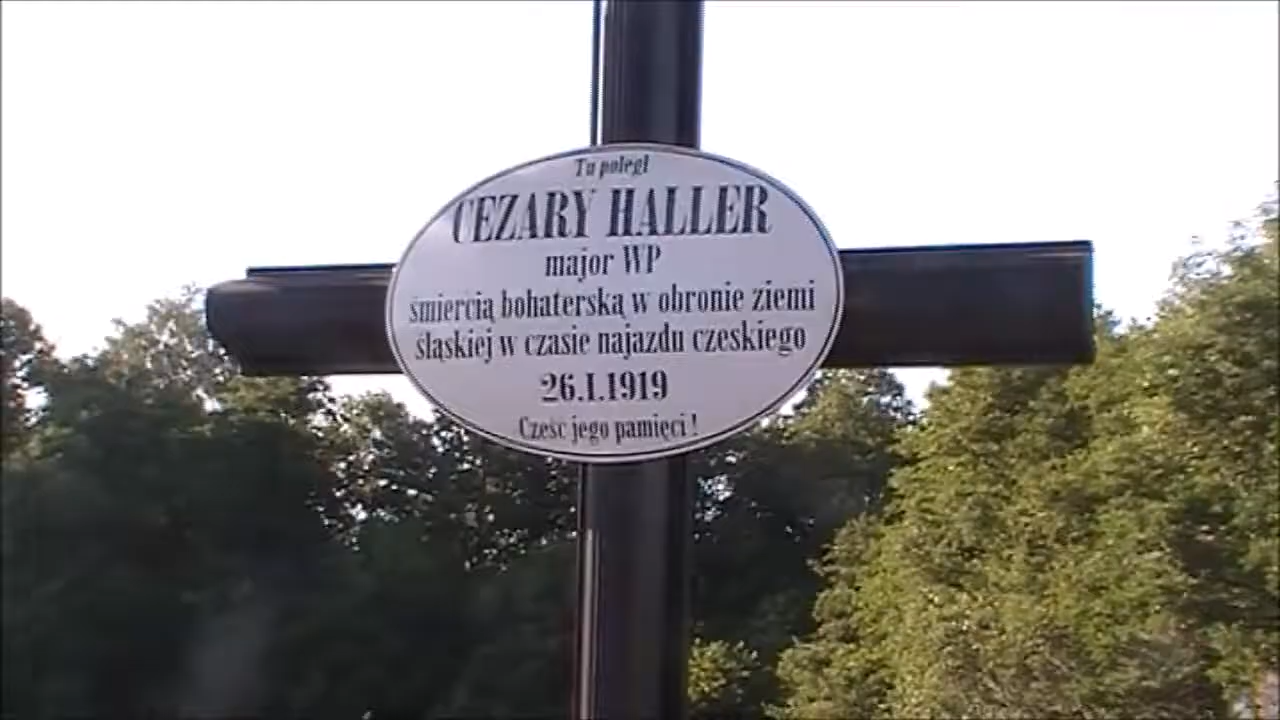 Tu poległ
CEZARY HALLER
major WP
śmiercią bohaterską w obronie ziemi
śląskiej w czasie najazdu czeskiego
26.I.1919
Cześć jego pamięci !